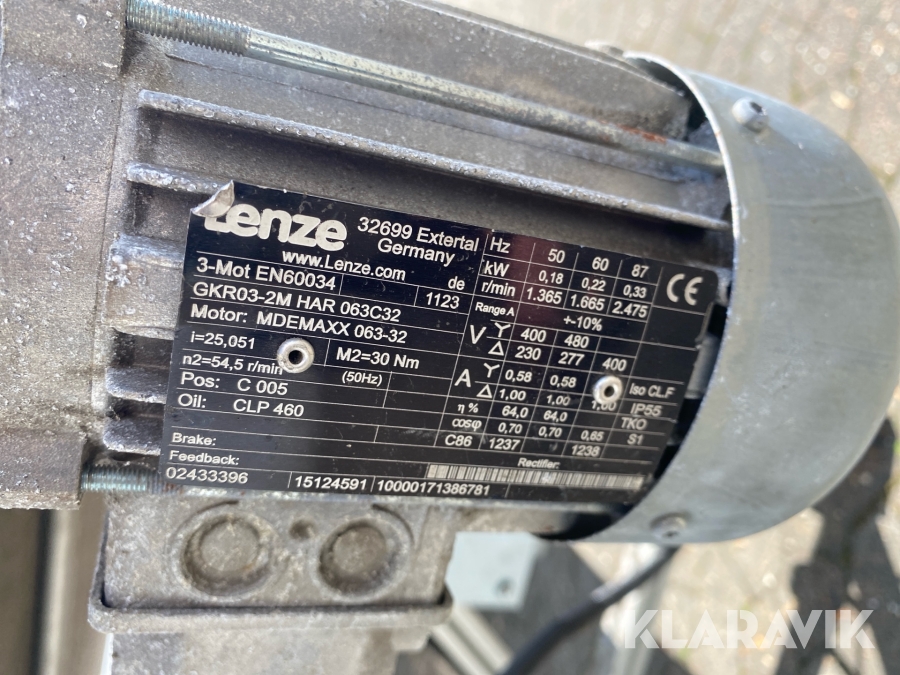 Lenze
32699 Extertal
Germany
www.Lenze.com
3-Mot EN60034
de
GKR03-2M HAR 063C32
1123
Motor: MDEMAXX 063-32
i=25,051
n2=54,5 r/min
M2=30 Nm
(50Hz)
Pos: C 005
Oil: CLP 460
Brake:
Feedback:
02433396
15124591
10000171386781
Hz 50 60 87
kW 0.18 0,22 0,33
r/min 1.365 1.665 2.475
Range A +-10%
V Y 400 480
Δ 230 277 400
A Y 0,58 0,58
Δ 1,00 1,00 1,00
η % 64,0 64,0
cosφ 0,70 0,70 0,65
C86 1237 1238
Iso CL.F
IP55
TKO
S1
Rectifier:
CE
KLARAVIK